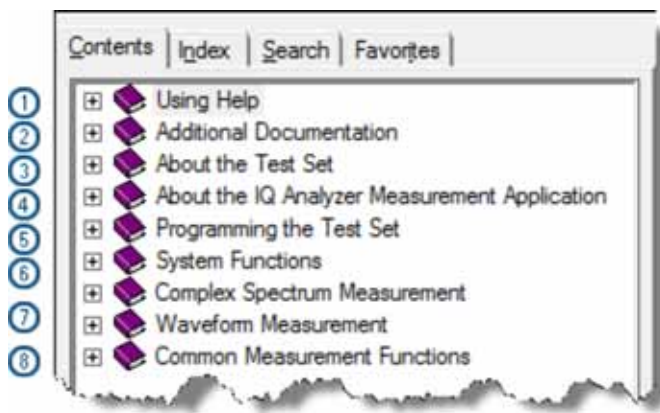 Contents Index Search Favorites
1 Using Help
2 Additional Documentation
3 About the Test Set
4 About the IQ Analyzer Measurement Application
5 Programming the Test Set
6 System Functions
Complex Spectrum Measurement
7 Waveform Measurement
8 Common Measurement Functions